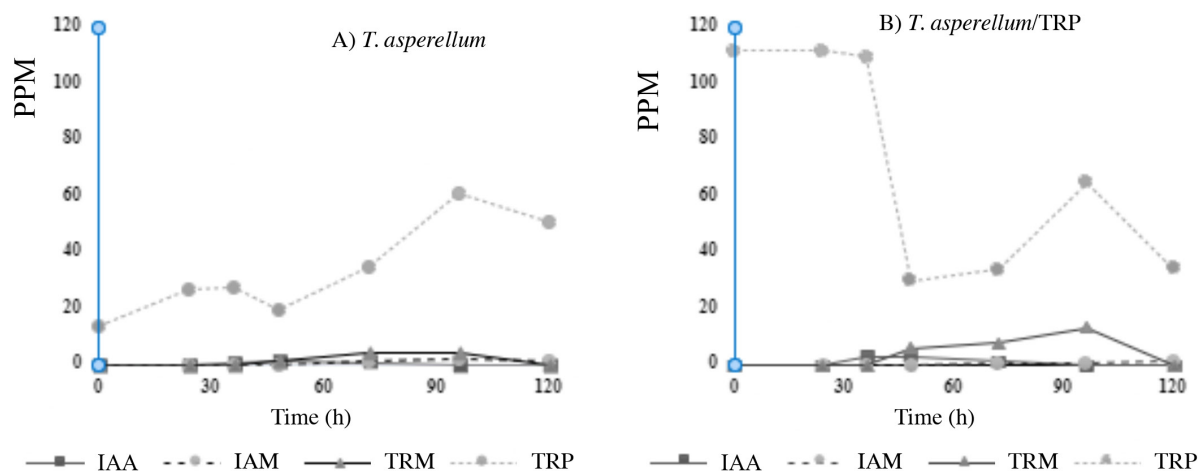 A) T. asperellum
PPM
120
100
80
60
40
20
0
0 30 60 90 120
Time (h)
IAA IAM TRM TRP
B) T. asperellum/TRP
PPM
120
100
80
60
40
20
0
0 30 60 90 120
Time (h)
IAA IAM TRM TRP